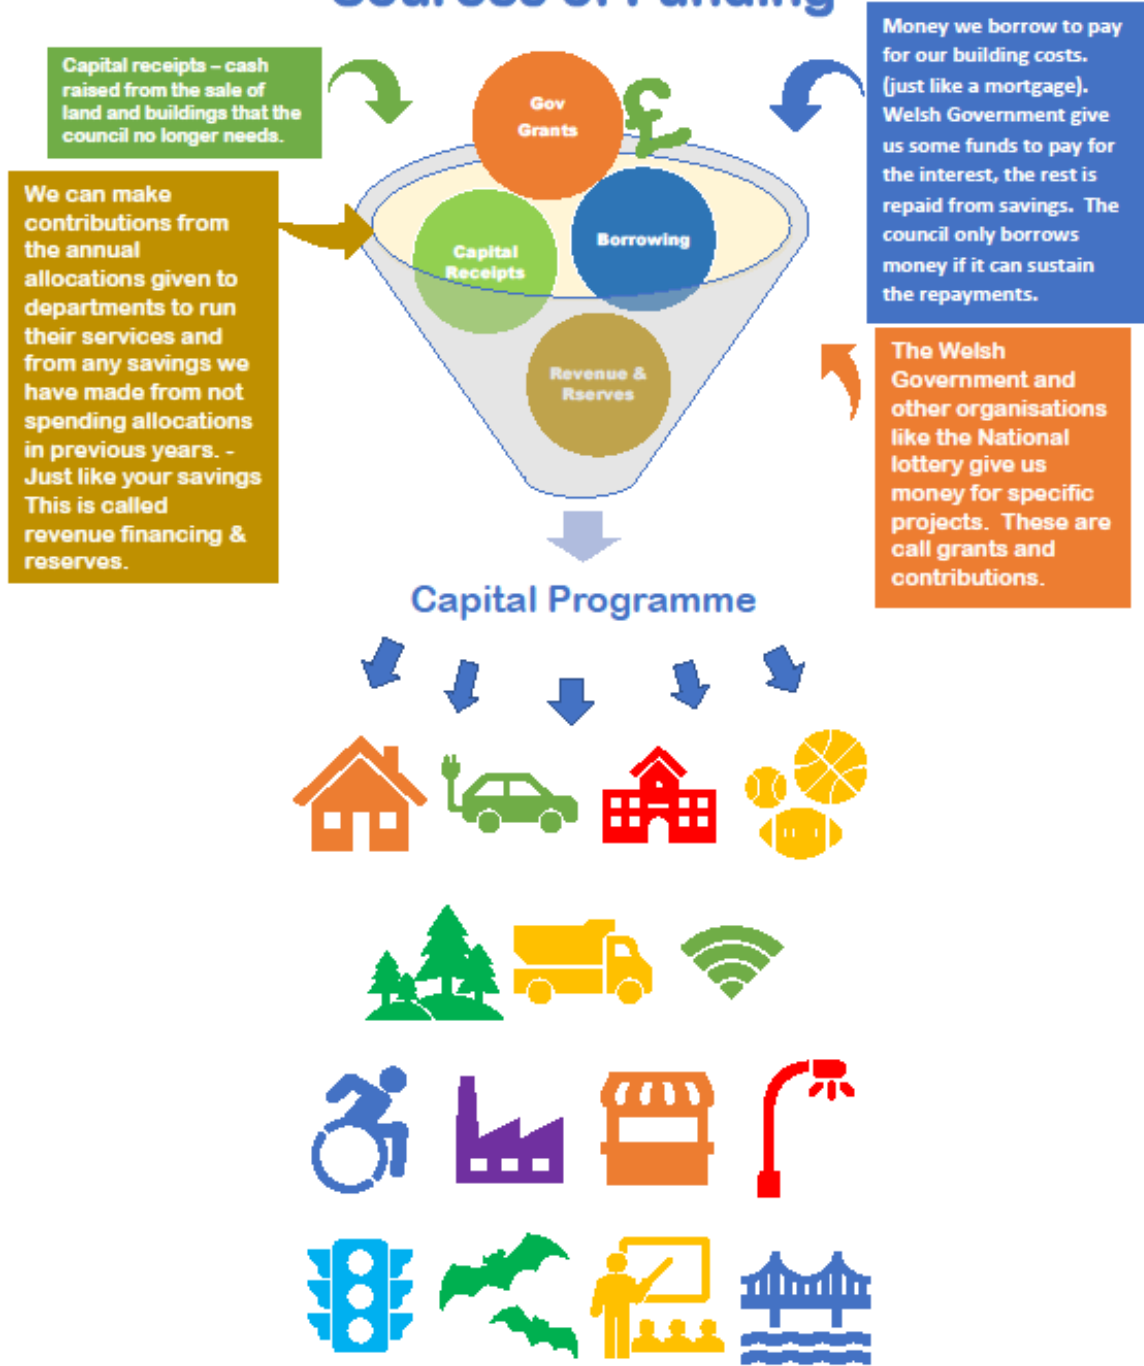 Sources of Funding
Capital receipts – cash
raised from the sale of
land and buildings that the
council no longer needs.
Gov
Grants
Money we borrow to pay
for our building costs.
(just like a mortgage).
Welsh Government give
us some funds to pay for
the interest, the rest is
repaid from savings. The
council only borrows
money if it can sustain
the repayments.
We can make
contributions from
the annual
allocations given to
departments to run
their services and
from any savings we
have made from not
spending allocations
in previous years. -
Just like your savings
This is called
revenue financing &
reserves.
Capital
Receipts
Borrowing
Revenue &
Rserves
The Welsh
Government and
other organisations
like the National
lottery give us
money for specific
projects. These are
call grants and
contributions.
Capital Programme